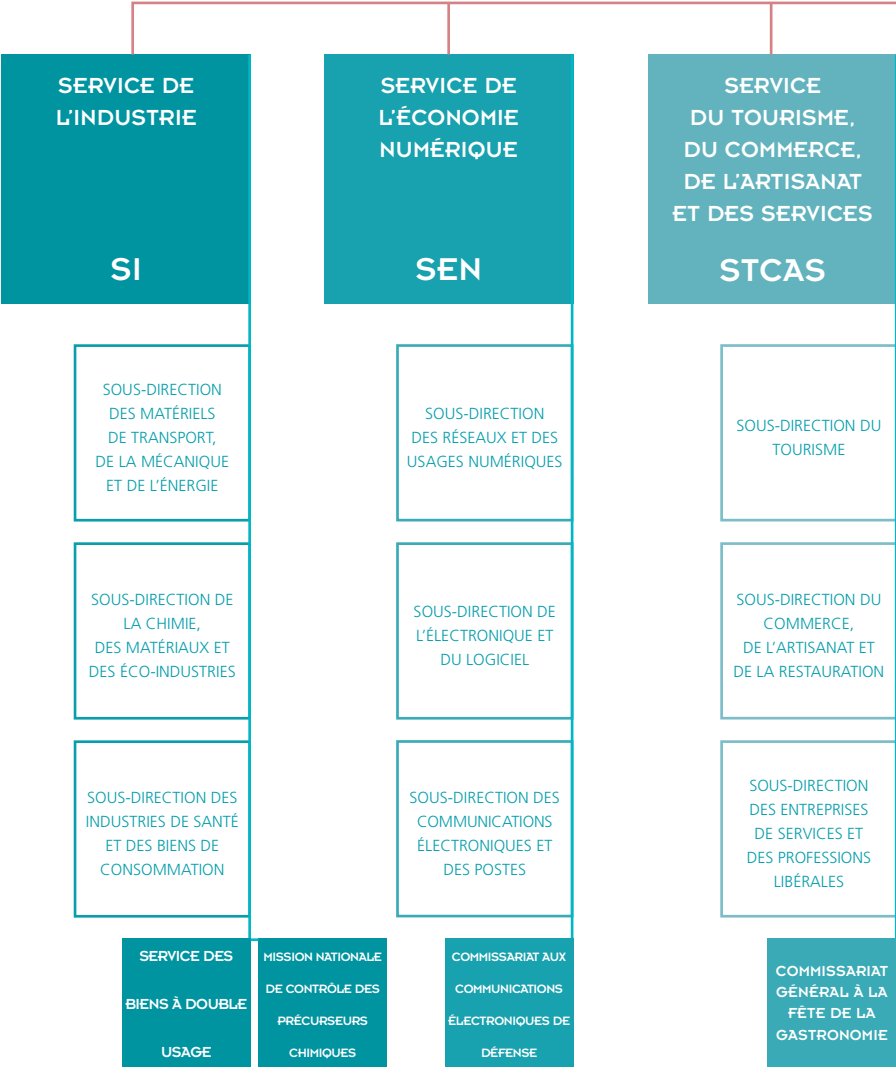 SERVICE DE
L'INDUSTRIE
SI
SOUS-DIRECTION
DES MATÉRIELS
DE TRANSPORT,
DE LA MÉCANIQUE
ET DE L'ÉNERGIE
SOUS-DIRECTION DE
LA CHIMIE,
DES MATÉRIAUX ET
DES ÉCO-INDUSTRIES
SOUS-DIRECTION DES
INDUSTRIES DE SANTÉ
ET DES BIENS DE
CONSOMMATION
SERVICE DES
BIENS À DOUBLE
USAGE
MISSION NATIONALE
DE CONTRÔLE DES
PRÉCURSEURS
CHIMIQUES
SERVICE DE
L'ÉCONOMIE
NUMÉRIQUE
SEN
SOUS-DIRECTION
DES RÉSEAUX ET DES
USAGES NUMÉRIQUES
SOUS-DIRECTION DE
L'ÉLECTRONIQUE ET
DU LOGICIEL
SOUS-DIRECTION DES
COMMUNICATIONS
ÉLECTRONIQUES ET
DES POSTES
COMMISSARIAT AUX
COMMUNICATIONS
ÉLECTRONIQUES DE
DÉFENSE
SERVICE
DU TOURISME,
DU COMMERCE,
DE L'ARTISANAT
ET DES SERVICES
STCAS
SOUS-DIRECTION DU
TOURISME
SOUS-DIRECTION DU
COMMERCE,
DE L'ARTISANAT ET
DE LA RESTAURATION
SOUS-DIRECTION
DES ENTREPRISES
DE SERVICES ET
DES PROFESSIONS
LIBÉRALES
COMMISSARIAT
GÉNÉRAL À LA
FÊTE DE LA
GASTRONOMIE